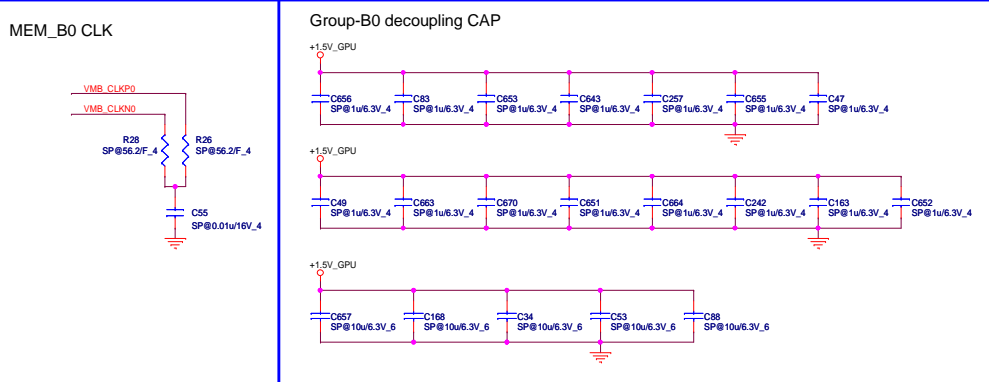 MEM_B0 CLK
VMB_CLKP0
VMB_CLKN0
R28
SP@56.2/F_4
R26
SP@56.2/F_4
C55
SP@0.01u/16V_4
Group-B0 decoupling CAP
+1.5V_GPU
C656
SP@1u/6.3V_4
C83
SP@1u/6.3V_4
C653
SP@1u/6.3V_4
C643
SP@1u/6.3V_4
C257
SP@1u/6.3V_4
C655
SP@1u/6.3V_4
C47
SP@1u/6.3V_4
+1.5V_GPU
C49
SP@1u/6.3V_4
C663
SP@1u/6.3V_4
C670
SP@1u/6.3V_4
C651
SP@1u/6.3V_4
C664
SP@1u/6.3V_4
C242
SP@1u/6.3V_4
C163
SP@1u/6.3V_4
C652
SP@1u/6.3V_4
+1.5V_GPU
C657
SP@10u/6.3V_6
C168
SP@10u/6.3V_6
C34
SP@10u/6.3V_6
C53
SP@10u/6.3V_6
C88
SP@10u/6.3V_6